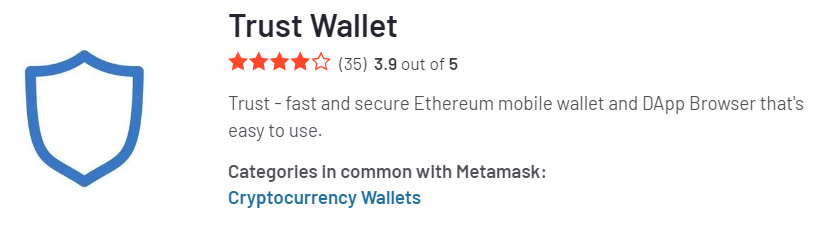 Trust Wallet
(35) 3.9 out of 5
Trust - fast and secure Ethereum mobile wallet and DApp Browser that's
easy to use.
Categories in common with Metamask:
Cryptocurrency Wallets